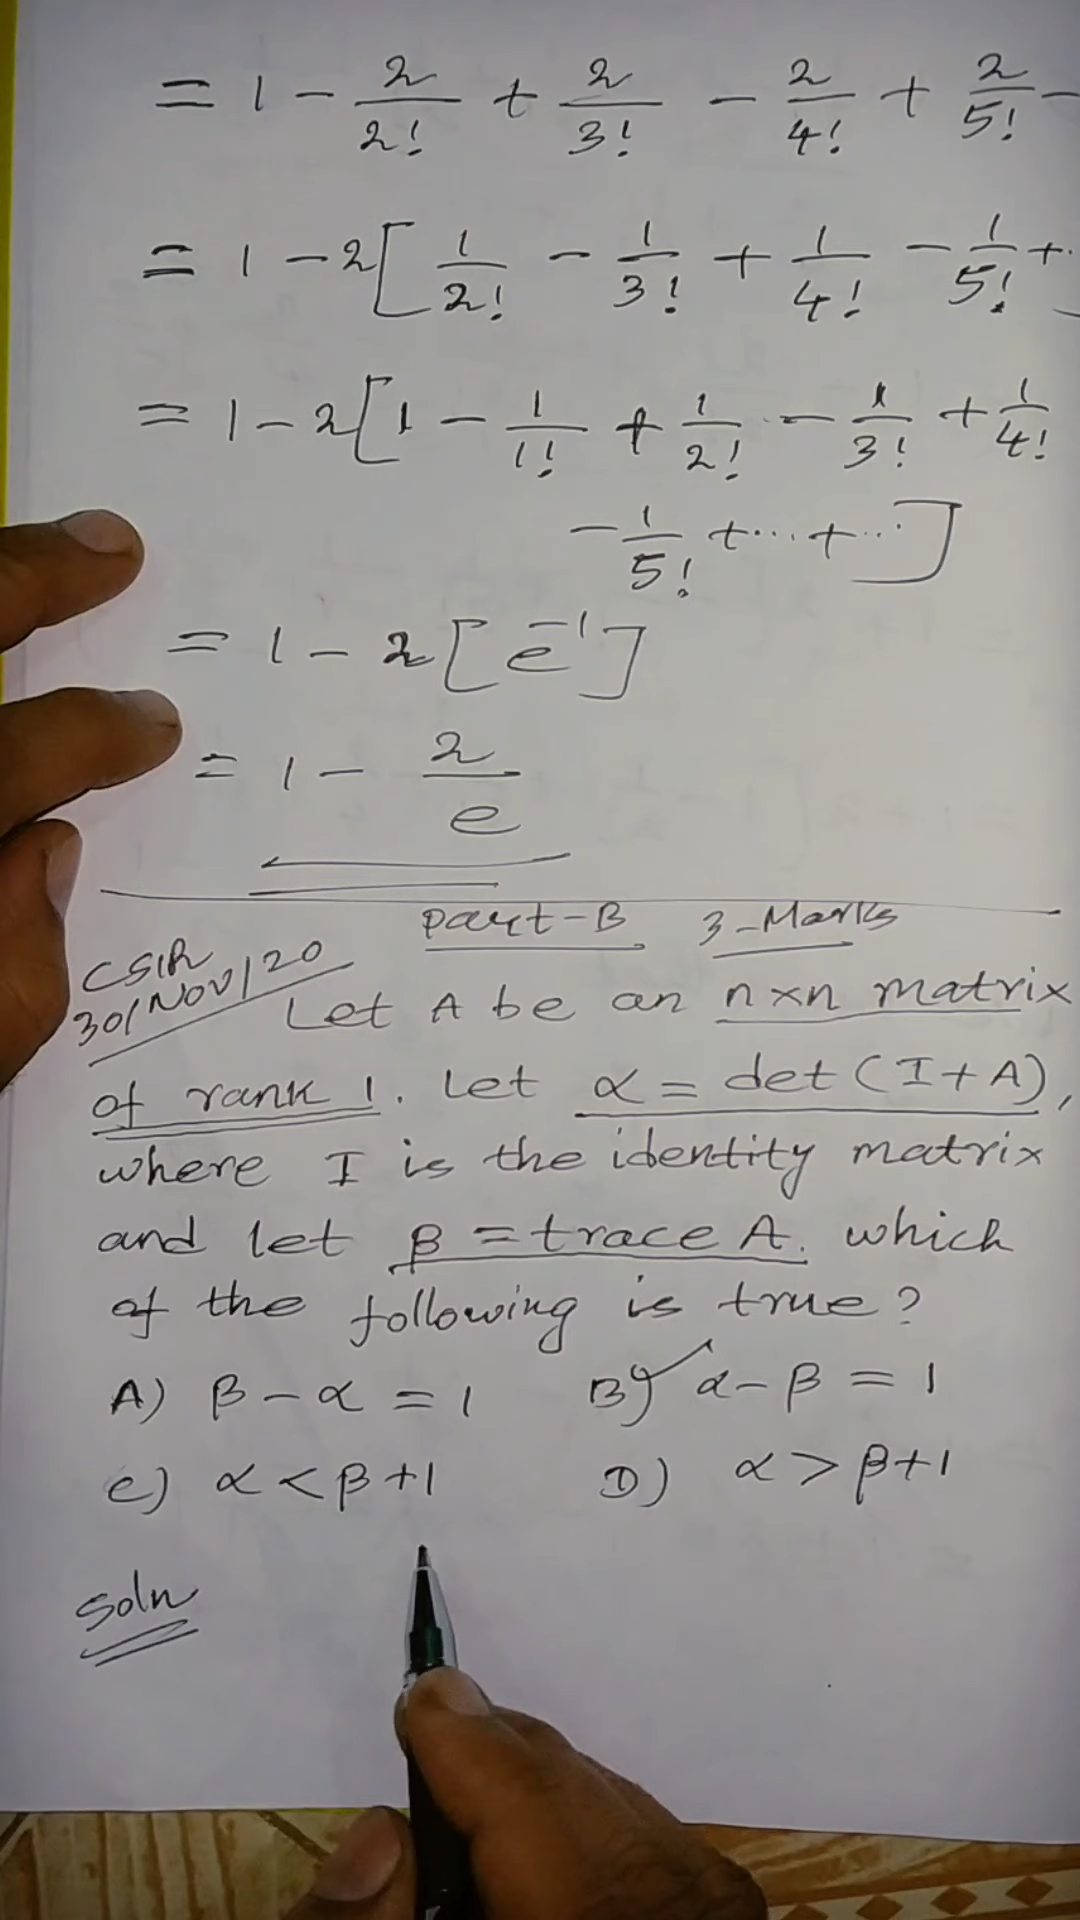 = 1 - 2/2! + 2/3! - 2/4! + 2/5! -
= 1 - 2[1/2! - 1/3! + 1/4! - 1/5! + . ]
= 1 - 2[1 - 1/1! + 1/2! - 1/3! + 1/4!
- 1/5! + ... + ...]
= 1 - 2[e^-1]
= 1 - 2/e
Part-B 3-Marks
CSIR
30/Nov/20
Let A be an n×n matrix
of rank 1. Let α = det(I+A),
where I is the identity matrix
and let β = trace A. which
of the following is true?
A) β - α = 1 B) ✓ α - β = 1
C) α < β + 1 D) α > β + 1
Soln